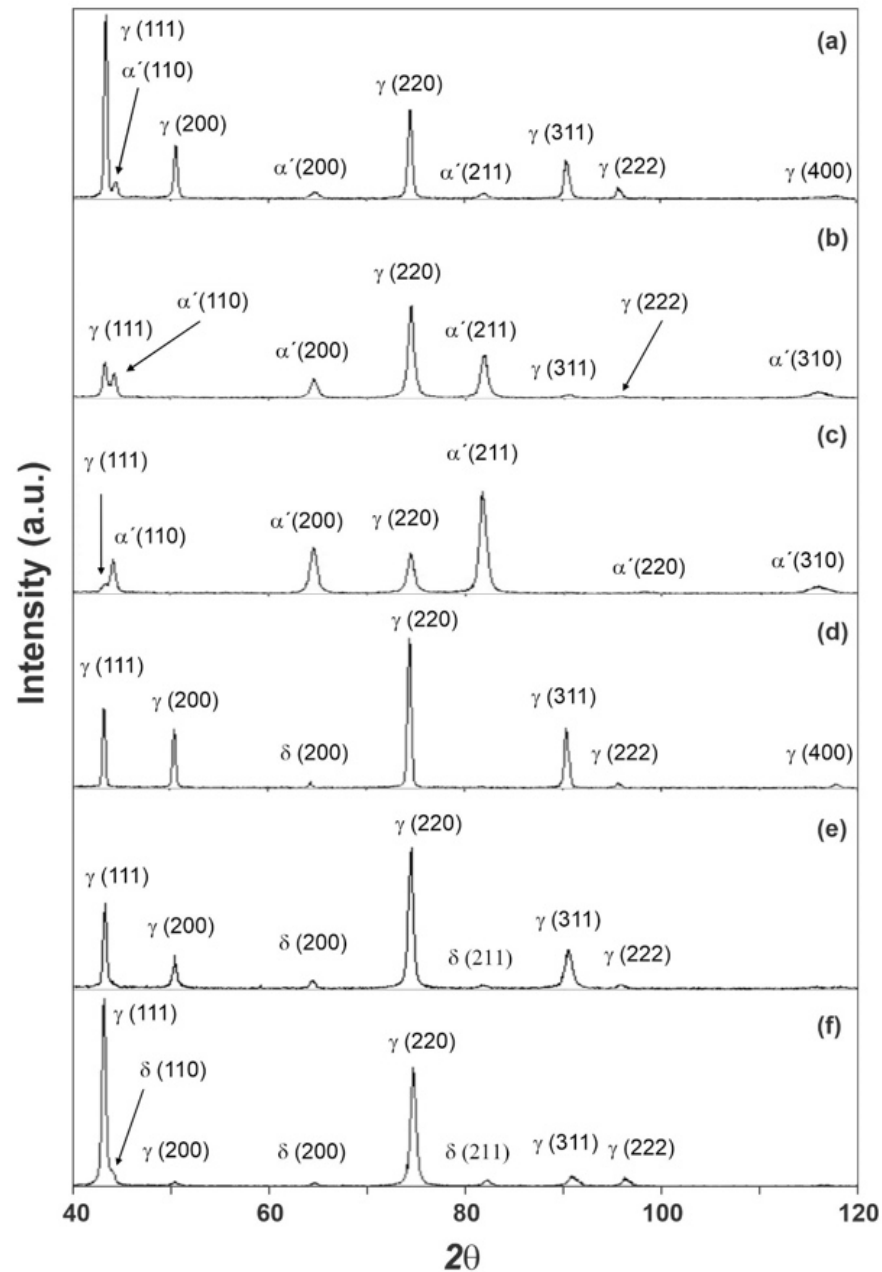 (a)
γ (111)
α´(110)
γ (200)
α´(200)
γ (220)
α´(211)
γ (311)
γ (222)
γ (400)
(b)
γ (111)
α´(110)
α´(200)
γ (220)
α´(211)
γ (311)
γ (222)
α´(310)
(c)
γ (111)
α´(110)
α´(200)
γ (220)
α´(211)
α´(220)
α´(310)
(d)
γ (111)
γ (200)
δ (200)
γ (220)
γ (311)
γ (222)
γ (400)
(e)
γ (111)
γ (200)
δ (200)
γ (220)
δ (211)
γ (311)
γ (222)
(f)
γ (111)
δ (110)
γ (200)
δ (200)
γ (220)
δ (211)
γ (311)
γ (222)
Intensity (a.u.)
40 60 80 100 120
2θ